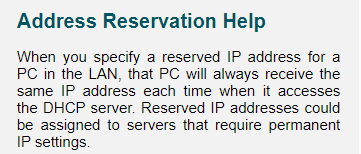 Address Reservation Help
When you specify a reserved IP address for a
PC in the LAN, that PC will always receive the
same IP address each time when it accesses
the DHCP server. Reserved IP addresses could
be assigned to servers that require permanent
IP settings.